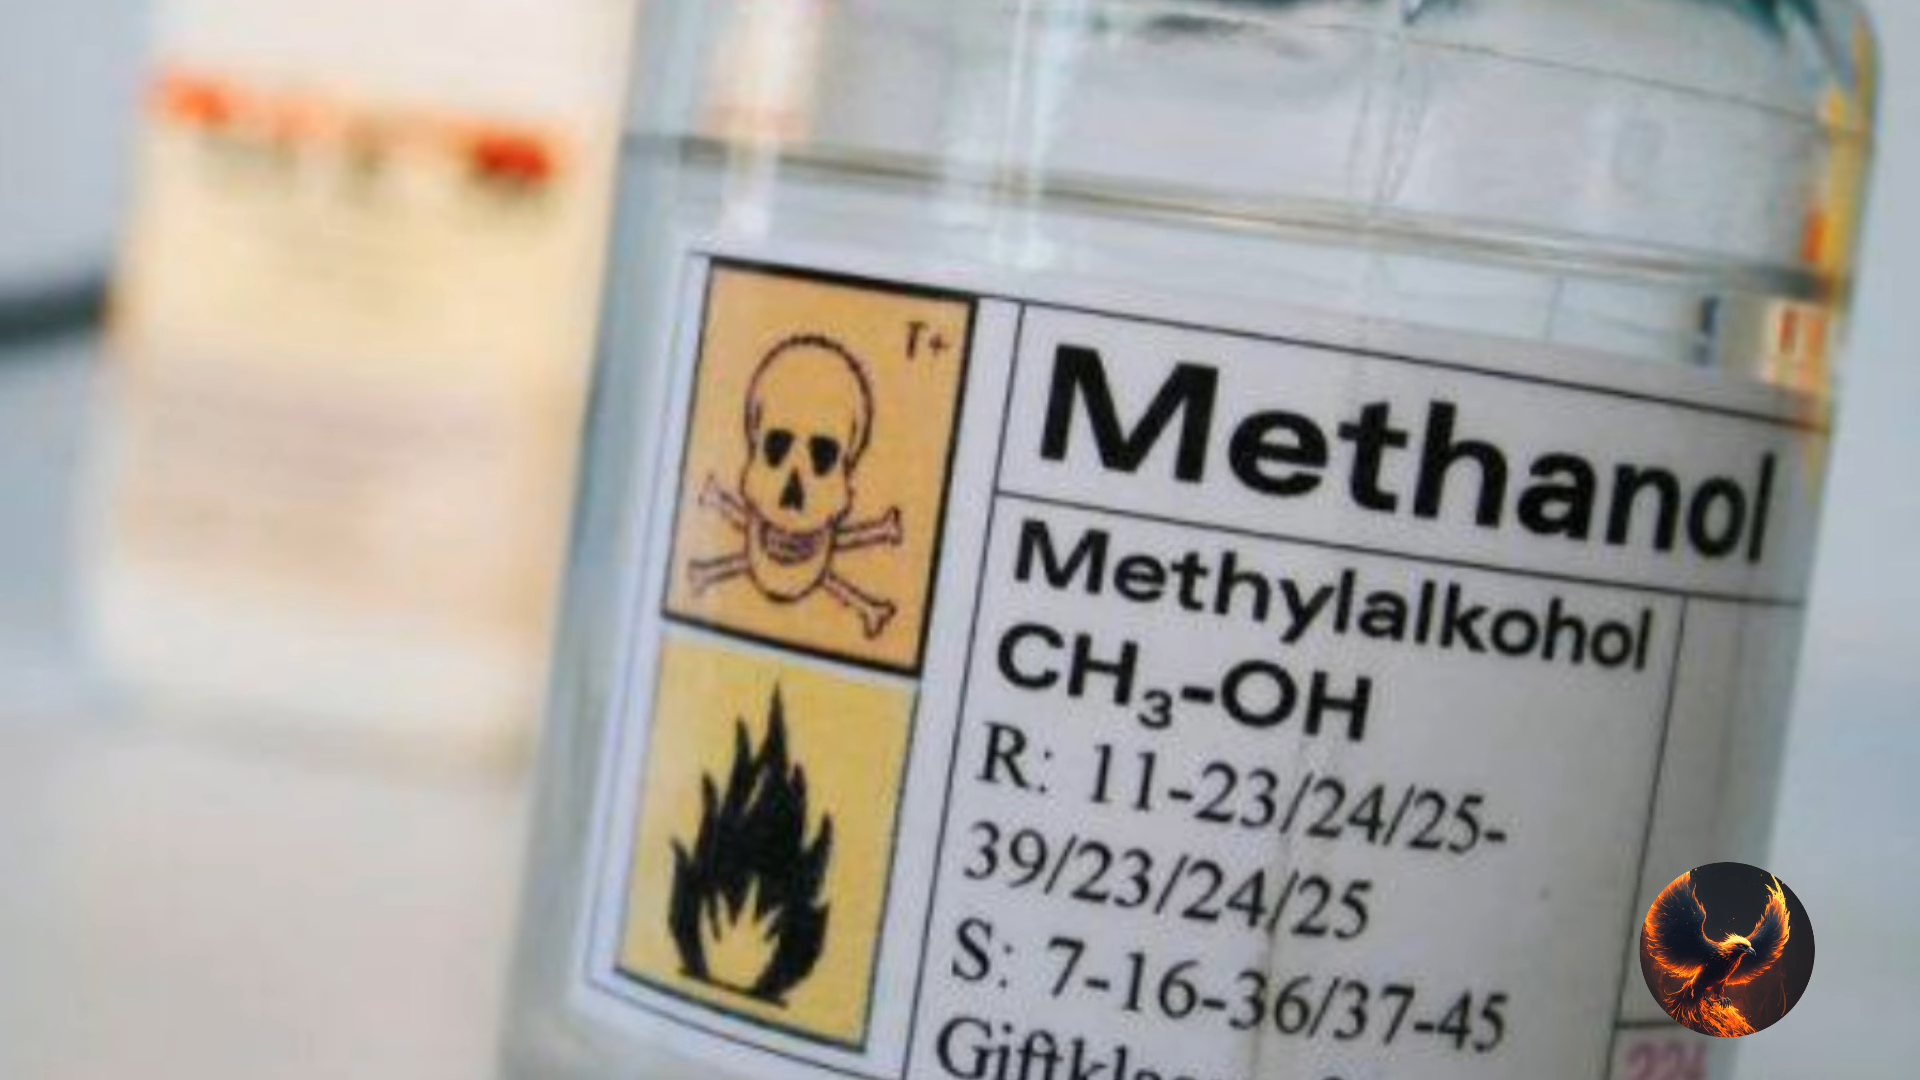 T+
Methanol
Methylalkohol
CH₃-OH
R: 11-23/24/25-
39/23/24/25
S: 7-16-36/37-45